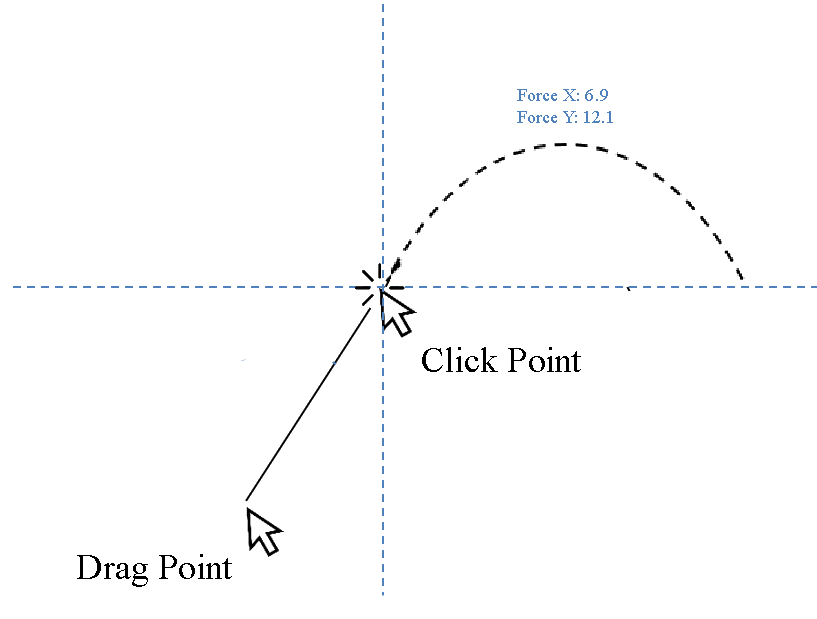 Force X: 6.9
Force Y: 12.1
Click Point
Drag Point